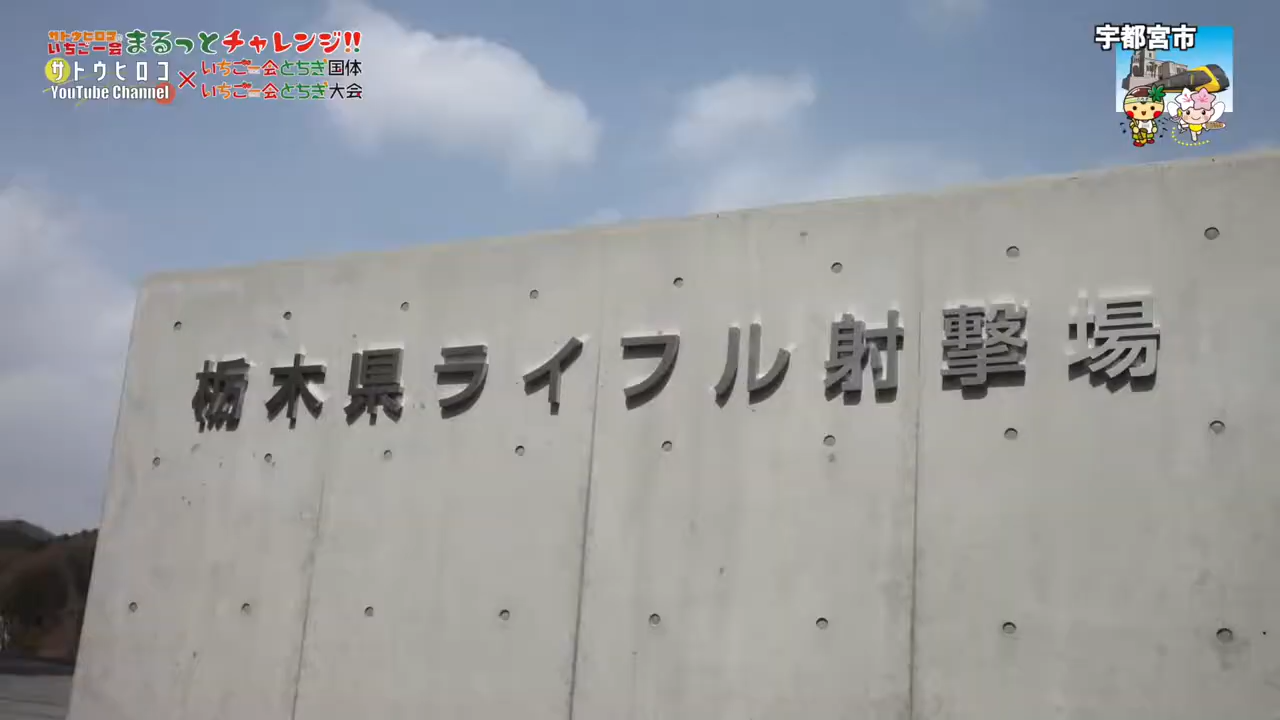 サトウヒロコの
いちご一会 まるっとチャレンジ!!
サトウヒロコ
YouTube Channel
×
いちご一会とちぎ国体
いちご一会とちぎ大会
宇都宮市
栃木県ライフル射撃場